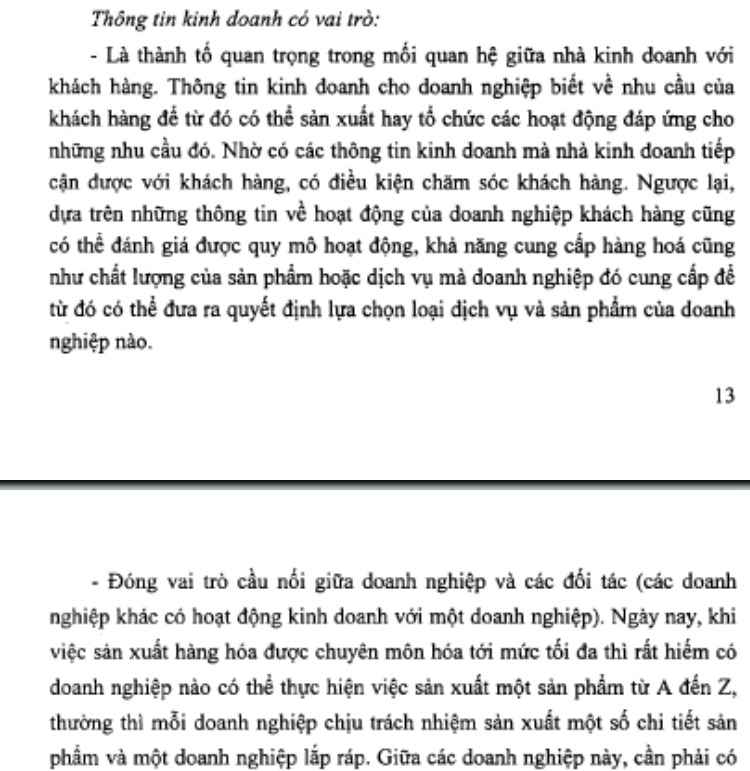 Thông tin kinh doanh có vai trò:
- Là thành tố quan trọng trong mối quan hệ giữa nhà kinh doanh với
khách hàng. Thông tin kinh doanh cho doanh nghiệp biết về nhu cầu của
khách hàng để từ đó có thể sản xuất hay tổ chức các hoạt động đáp ứng cho
những nhu cầu đó. Nhờ có các thông tin kinh doanh mà nhà kinh doanh tiếp
cận được với khách hàng, có điều kiện chăm sóc khách hàng. Ngược lại,
dựa trên những thông tin về hoạt động của doanh nghiệp khách hàng cũng
có thể đánh giá được quy mô hoạt động, khả năng cung cấp hàng hoá cũng
như chất lượng của sản phẩm hoặc dịch vụ mà doanh nghiệp đó cung cấp để
từ đó có thể đưa ra quyết định lựa chọn loại dịch vụ và sản phẩm của doanh
nghiệp nào.
13
- Đóng vai trò cầu nối giữa doanh nghiệp và các đối tác (các doanh
nghiệp khác có hoạt động kinh doanh với một doanh nghiệp). Ngày nay, khi
việc sản xuất hàng hóa được chuyên môn hóa tới mức tối đa thì rất hiếm có
doanh nghiệp nào có thể thực hiện việc sản xuất một sản phẩm từ A đến Z,
thường thì mỗi doanh nghiệp chịu trách nhiệm sản xuất một số chi tiết sản
phẩm và một doanh nghiệp lắp ráp. Giữa các doanh nghiệp này, cần phải có